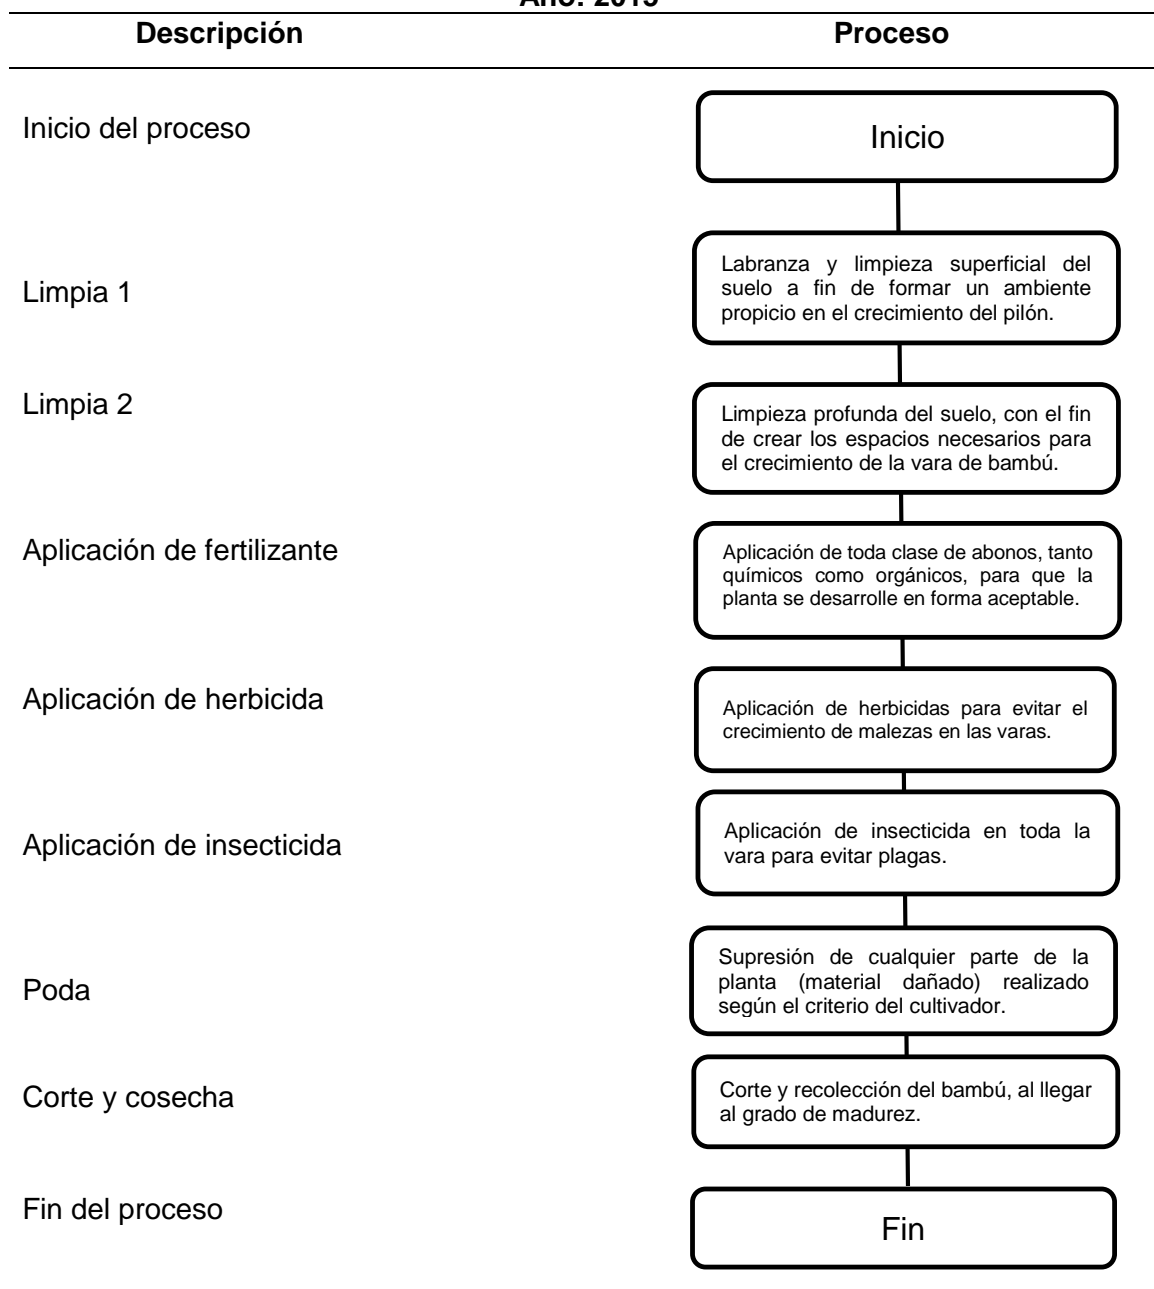 Año: 2015
Descripción Proceso
Inicio del proceso
Inicio
Limpia 1
Labranza y limpieza superficial del
suelo a fin de formar un ambiente
propicio en el crecimiento del pilón.
Limpia 2
Limpieza profunda del suelo, con el fin
de crear los espacios necesarios para
el crecimiento de la vara de bambú.
Aplicación de fertilizante
Aplicación de toda clase de abonos, tanto
químicos como orgánicos, para que la
planta se desarrolle en forma aceptable.
Aplicación de herbicida
Aplicación de herbicidas para evitar el
crecimiento de malezas en las varas.
Aplicación de insecticida
Aplicación de insecticida en toda la
vara para evitar plagas.
Poda
Supresión de cualquier parte de la
planta (material dañado) realizado
según el criterio del cultivador.
Corte y cosecha
Corte y recolección del bambú, al llegar
al grado de madurez.
Fin del proceso
Fin